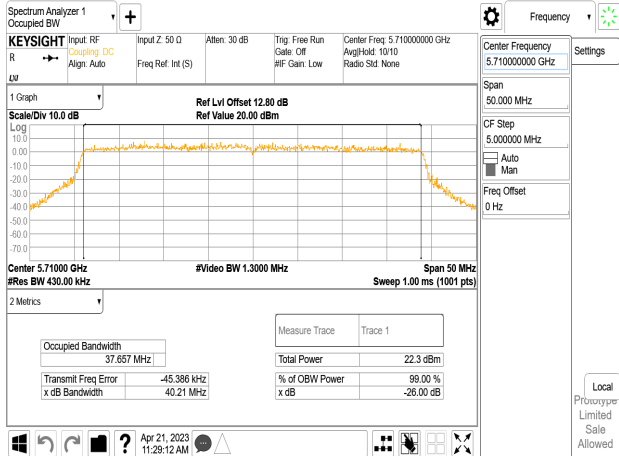 Spectrum Analyzer 1
Occupied BW
KEYSIGHT
R
Input: RF
Coupling: DC
Align: Auto
Input Z: 50 Ω
Freq Ref: Int (S)
Atten: 30 dB
Trig: Free Run
Gate: Off
#IF Gain: Low
Center Freq: 5.710000000 GHz
Avg|Hold: 10/10
Radio Std: None
1 Graph
Scale/Div 10.0 dB
Ref Lvl Offset 12.80 dB
Ref Value 20.00 dBm
Log
10.0
0.00
-10.0
-20.0
-30.0
-40.0
-50.0
-60.0
-70.0
Center 5.71000 GHz
#Video BW 1.3000 MHz
Span 50 MHz
#Res BW 430.00 kHz
Sweep 1.00 ms (1001 pts)
2 Metrics
Measure Trace Trace 1
Occupied Bandwidth
37.657 MHz
Total Power 22.3 dBm
Transmit Freq Error -45.386 kHz
% of OBW Power 99.00 %
x dB Bandwidth 40.21 MHz
x dB -26.00 dB
Apr 21, 2023
11:29:12 AM
Frequency
Center Frequency
5.710000000 GHz
Settings
Span
50.000 MHz
CF Step
5.000000 MHz
Auto
Man
Freq Offset
0 Hz
Local
Prototype
Limited
Sale
Allowed